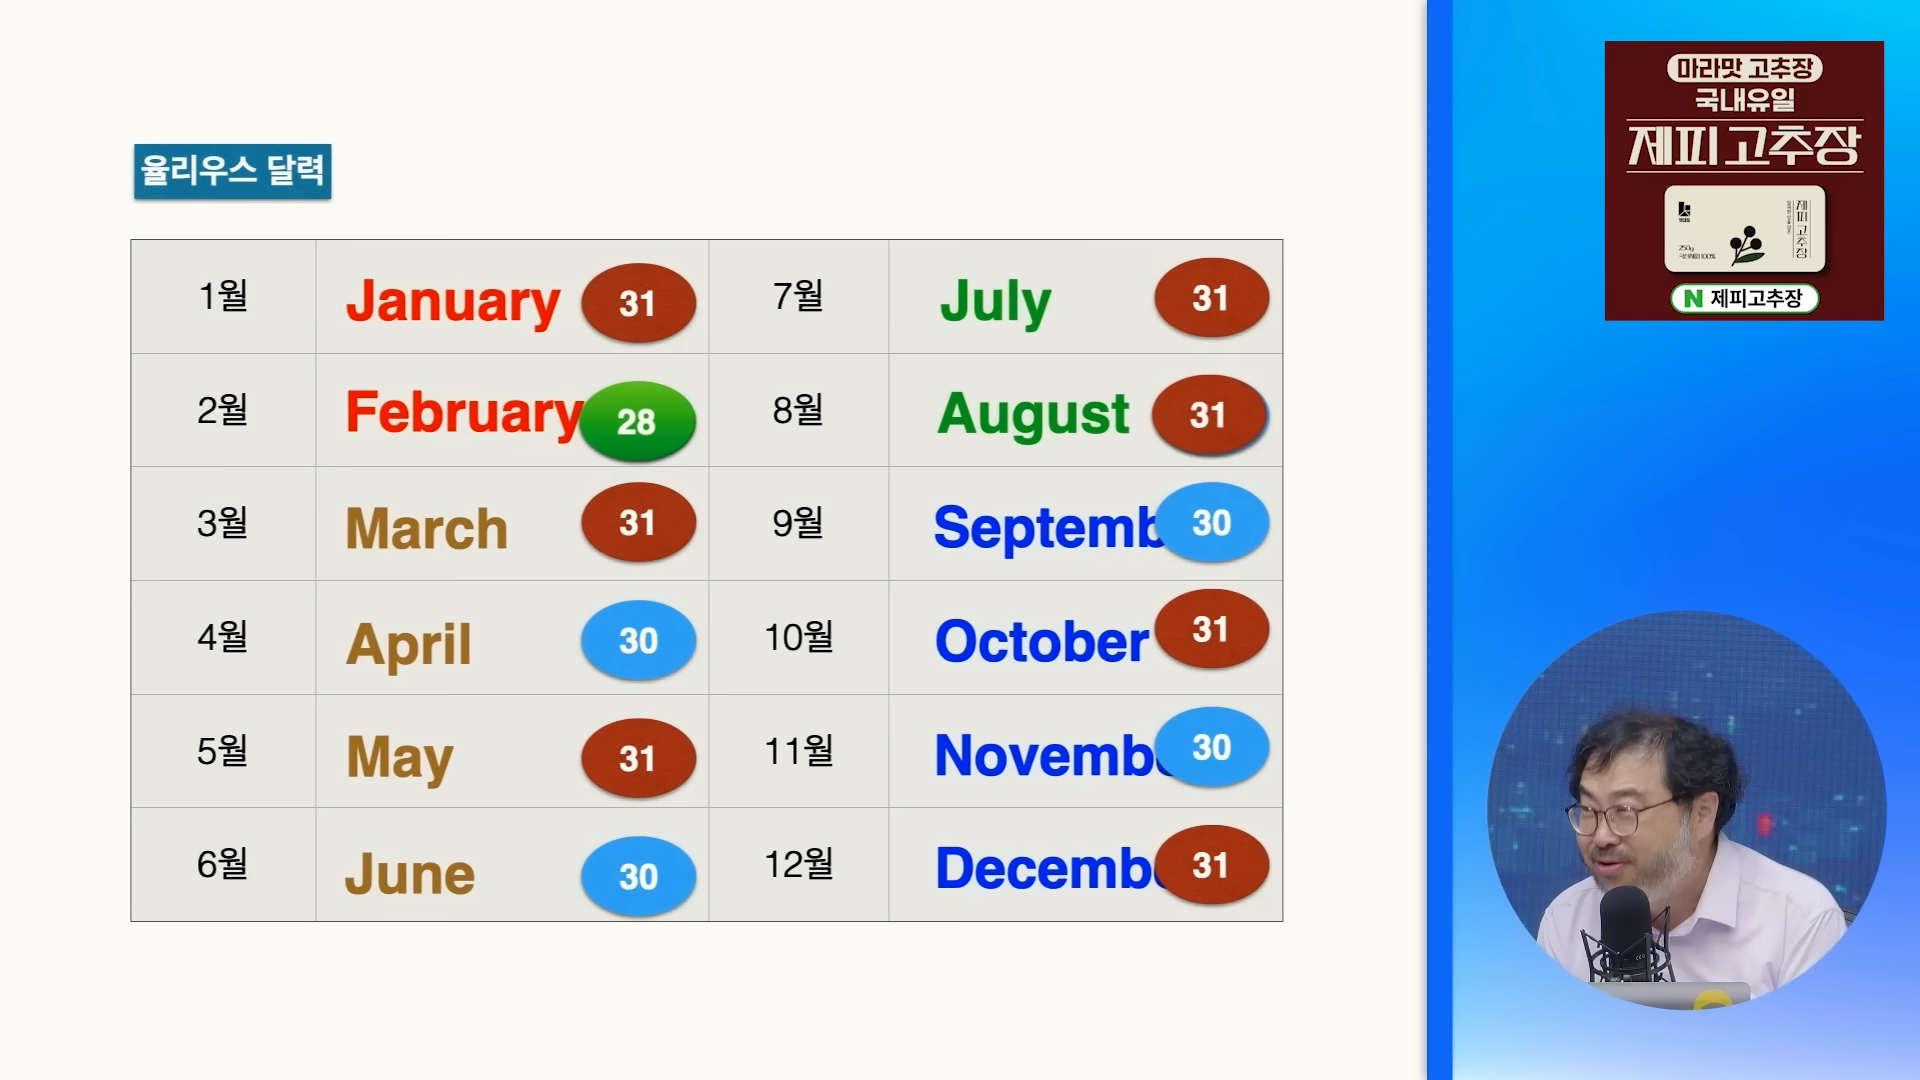 율리우스 달력
1월 January 31 7월 July 31
2월 February 28 8월 August 31
3월 March 31 9월 Septemb 30
4월 April 30 10월 October 31
5월 May 31 11월 Novemb 30
6월 June 30 12월 Decemb 31
마라맛 고추장
국내유일
제피고추장
제피고추장
250g
N 제피고추장